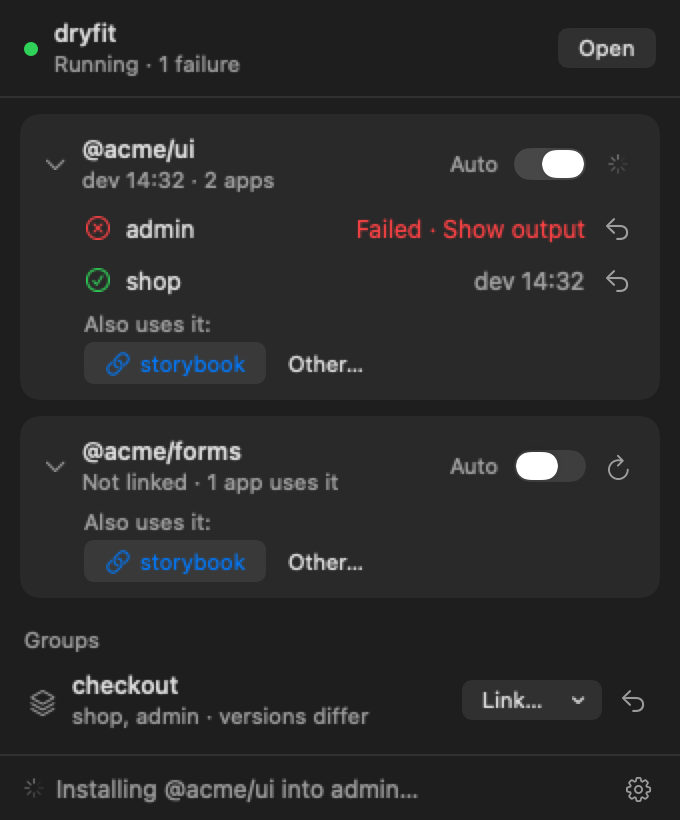 dryfit
Running · 1 failure
Open
@acme/ui
dev 14:32 · 2 apps
Auto
admin
Failed · Show output
shop
dev 14:32
Also uses it:
storybook
Other...
@acme/forms
Not linked · 1 app uses it
Auto
Also uses it:
storybook
Other...
Groups
checkout
shop, admin · versions differ
Link...
Installing @acme/ui into admin...